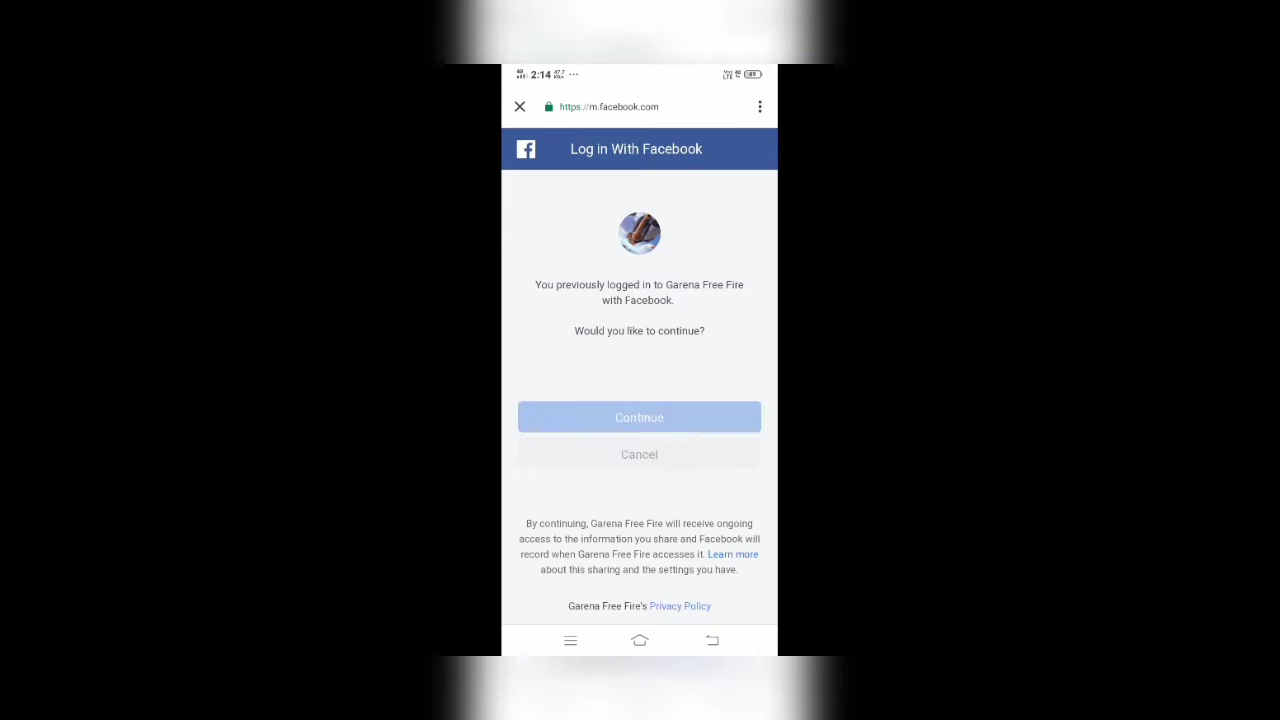 2:14
https://m.facebook.com
Log in With Facebook
You previously logged in to Garena Free Fire
with Facebook.
Would you like to continue?
Continue
Cancel
By continuing, Garena Free Fire will receive ongoing
access to the information you share and Facebook will
record when Garena Free Fire accesses it. Learn more
about this sharing and the settings you have.
Garena Free Fire's Privacy Policy